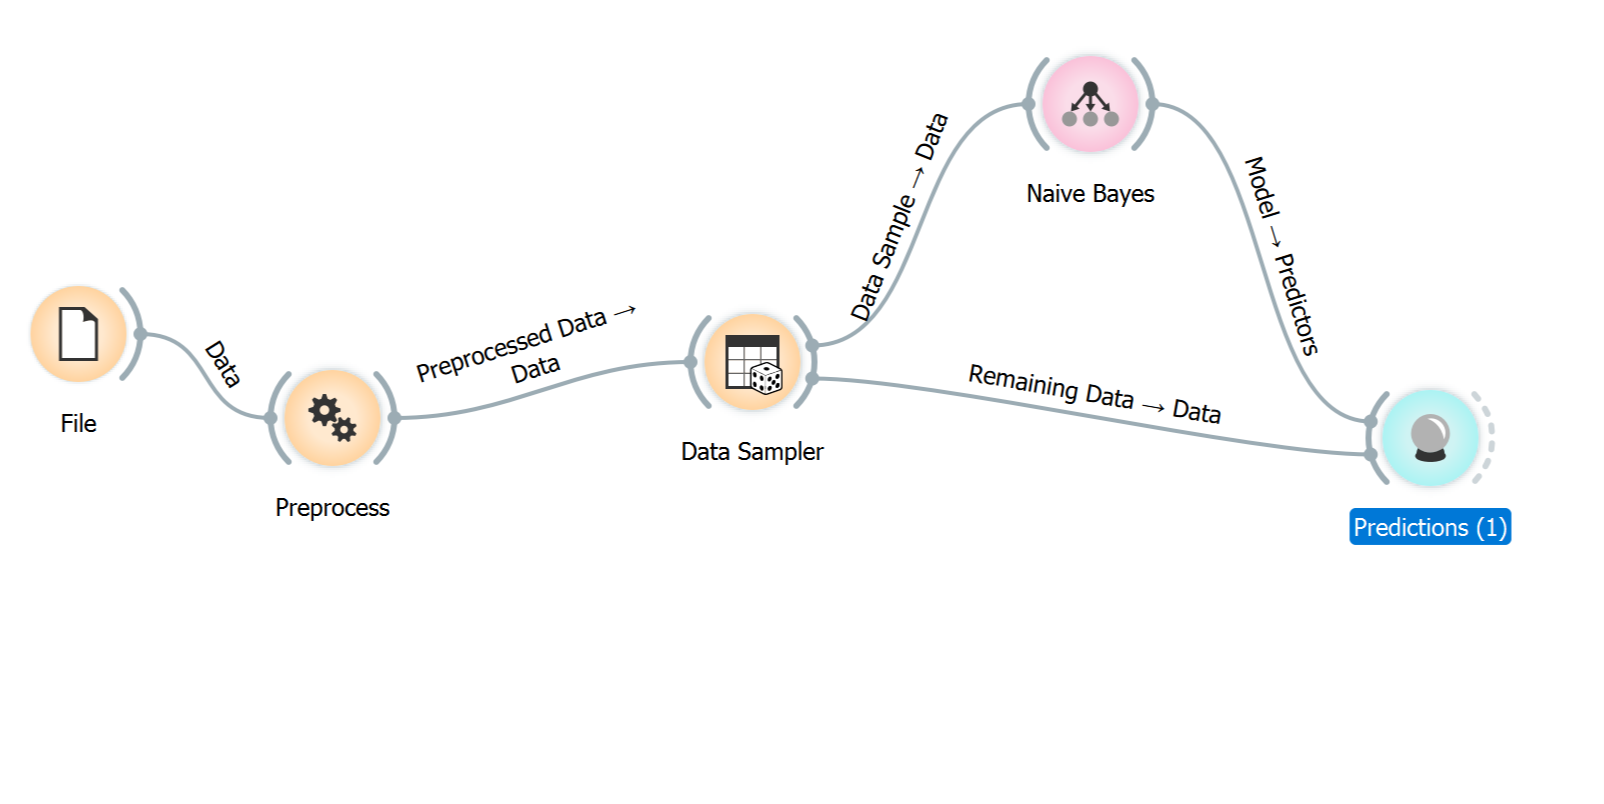 File
Data
Preprocess
Preprocessed Data →
Data
Data Sampler
Data Sample → Data
Naive Bayes
Model → Predictors
Remaining Data → Data
Predictions (1)